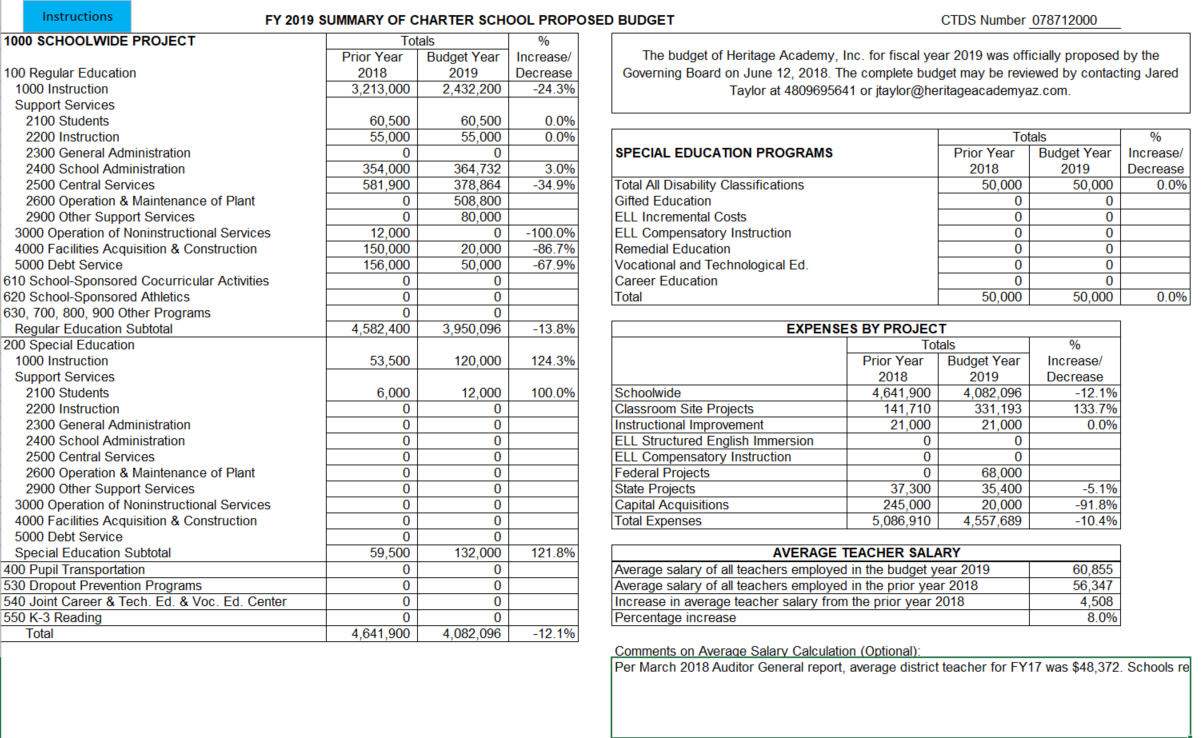 Instructions
FY 2019 SUMMARY OF CHARTER SCHOOL PROPOSED BUDGET
CTDS Number 078712000
1000 SCHOOLWIDE PROJECT Totals %
Prior Year Budget Year Increase/
100 Regular Education 2018 2019 Decrease
1000 Instruction 3,213,000 2,432,200 -24.3%
Support Services
2100 Students 60,500 60,500 0.0%
2200 Instruction 55,000 55,000 0.0%
2300 General Administration 0 0
2400 School Administration 354,000 364,732 3.0%
2500 Central Services 581,900 378,864 -34.9%
2600 Operation & Maintenance of Plant 0 508,800
2900 Other Support Services 0 80,000
3000 Operation of Noninstructional Services 12,000 0 -100.0%
4000 Facilities Acquisition & Construction 150,000 20,000 -86.7%
5000 Debt Service 156,000 50,000 -67.9%
610 School-Sponsored Cocurricular Activities 0 0
620 School-Sponsored Athletics 0 0
630, 700, 800, 900 Other Programs 0 0
Regular Education Subtotal 4,582,400 3,950,096 -13.8%
200 Special Education
1000 Instruction 53,500 120,000 124.3%
Support Services
2100 Students 6,000 12,000 100.0%
2200 Instruction 0 0
2300 General Administration 0 0
2400 School Administration 0 0
2500 Central Services 0 0
2600 Operation & Maintenance of Plant 0 0
2900 Other Support Services 0 0
3000 Operation of Noninstructional Services 0 0
4000 Facilities Acquisition & Construction 0 0
5000 Debt Service 0 0
Special Education Subtotal 59,500 132,000 121.8%
400 Pupil Transportation 0 0
530 Dropout Prevention Programs 0 0
540 Joint Career & Tech. Ed. & Voc. Ed. Center 0 0
550 K-3 Reading 0 0
Total 4,641,900 4,082,096 -12.1%
The budget of Heritage Academy, Inc. for fiscal year 2019 was officially proposed by the
Governing Board on June 12, 2018. The complete budget may be reviewed by contacting Jared
Taylor at 4809695641 or jtaylor@heritageacademyaz.com.
Totals %
SPECIAL EDUCATION PROGRAMS Prior Year Budget Year Increase/
2018 2019 Decrease
Total All Disability Classifications 50,000 50,000 0.0%
Gifted Education 0 0
ELL Incremental Costs 0 0
ELL Compensatory Instruction 0 0
Remedial Education 0 0
Vocational and Technological Ed. 0 0
Career Education 0 0
Total 50,000 50,000 0.0%
EXPENSES BY PROJECT
Totals %
Prior Year Budget Year Increase/
2018 2019 Decrease
Schoolwide 4,641,900 4,082,096 -12.1%
Classroom Site Projects 141,710 331,193 133.7%
Instructional Improvement 21,000 21,000 0.0%
ELL Structured English Immersion 0 0
ELL Compensatory Instruction 0 0
Federal Projects 0 68,000
State Projects 37,300 35,400 -5.1%
Capital Acquisitions 245,000 20,000 -91.8%
Total Expenses 5,086,910 4,557,689 -10.4%
AVERAGE TEACHER SALARY
Average salary of all teachers employed in the budget year 2019 60,855
Average salary of all teachers employed in the prior year 2018 56,347
Increase in average teacher salary from the prior year 2018 4,508
Percentage increase 8.0%
Comments on Average Salary Calculation (Optional):
Per March 2018 Auditor General report, average district teacher for FY17 was $48,372. Schools re